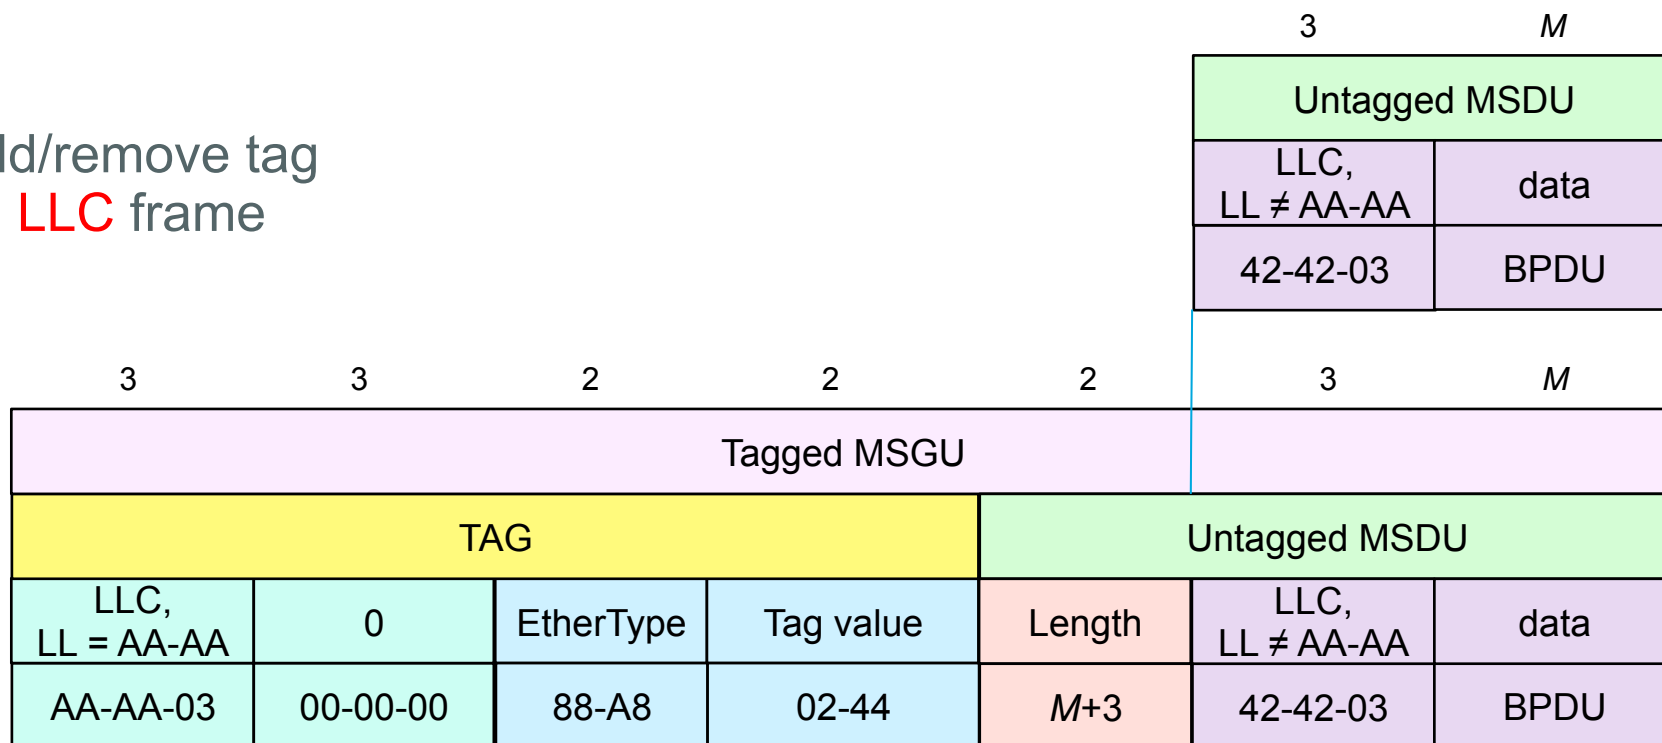 3 M
Untagged MSDU
LLC,
LL ≠ AA-AA
data
42-42-03 BPDU
remove tag
LLC frame
3 3 2 2 2 3 M
Tagged MSGU
TAG Untagged MSDU
LLC,
LL = AA-AA
0 EtherType Tag value Length
LLC,
LL ≠ AA-AA
data
AA-AA-03 00-00-00 88-A8 02-44 M+3 42-42-03 BPDU